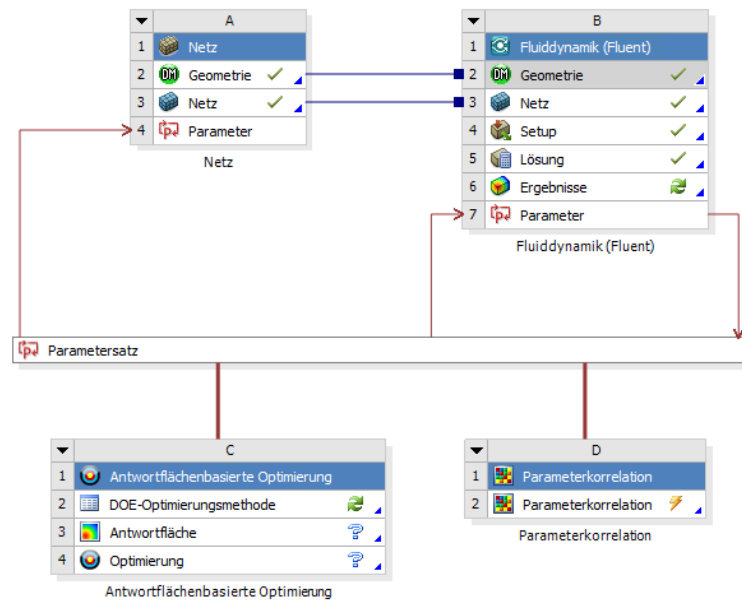 A
1 Netz
2 DM Geometrie
3 Netz
4 Parameter
Netz
B
1 Fluiddynamik (Fluent)
2 DM Geometrie
3 Netz
4 Setup
5 Lösung
6 Ergebnisse
7 Parameter
Fluiddynamik (Fluent)
Parametersatz
C
1 Antwortflächenbasierte Optimierung
2 DOE-Optimierungsmethode
3 Antwortfläche
4 Optimierung
Antwortflächenbasierte Optimierung
D
1 Parameterkorrelation
2 Parameterkorrelation
Parameterkorrelation